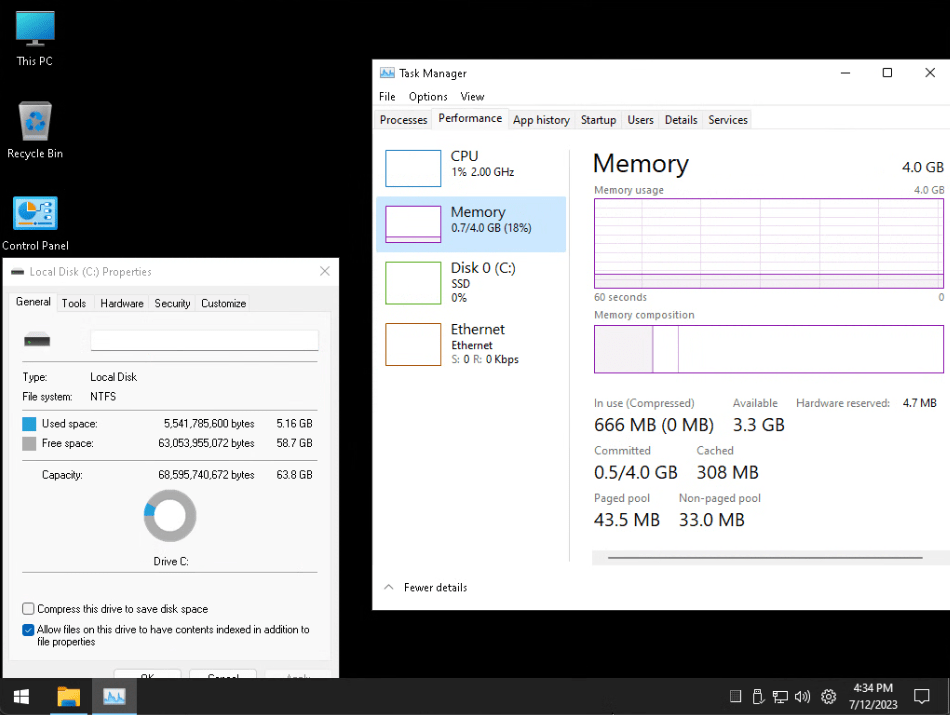 This PC
Recycle Bin
Control Panel
Local Disk (C:) Properties
General Tools Hardware Security Customize
Type: Local Disk
File system: NTFS
Used space: 5,541,785,600 bytes 5.16 GB
Free space: 63,053,955,072 bytes 58.7 GB
Capacity: 68,595,740,672 bytes 63.8 GB
Drive C:
Compress this drive to save disk space
Allow files on this drive to have contents indexed in addition to
file properties
OK Cancel Apply
Task Manager
File Options View
Processes Performance App history Startup Users Details Services
CPU
1% 2.00 GHz
Memory
0.7/4.0 GB (18%)
Disk 0 (C:)
SSD
0%
Ethernet
Ethernet
S: 0 R: 0 Kbps
Memory 4.0 GB
Memory usage 4.0 GB
60 seconds 0
Memory composition
In use (Compressed) Available Hardware reserved: 4.7 MB
666 MB (0 MB) 3.3 GB
Committed Cached
0.5/4.0 GB 308 MB
Paged pool Non-paged pool
43.5 MB 33.0 MB
Fewer details
4:34 PM
7/12/2023